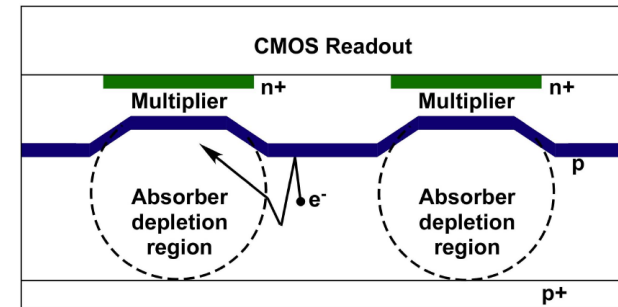 CMOS Readout
n+
n+
Multiplier
Multiplier
p
Absorber
depletion
region
e-
Absorber
depletion
region
p+